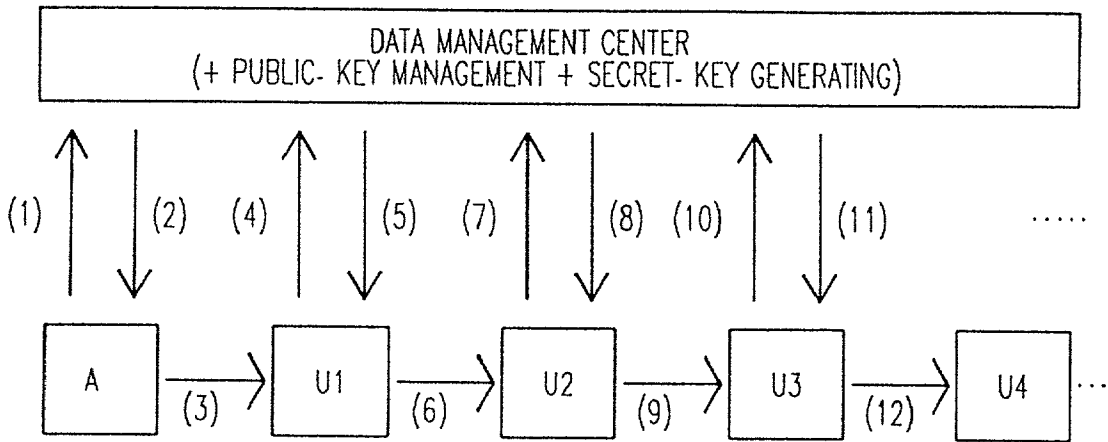 DATA MANAGEMENT CENTER
(+ PUBLIC- KEY MANAGEMENT + SECRET- KEY GENERATING)
(1) (2) (4) (5) (7) (8) (10) (11) .....
A U1 U2 U3 U4 ...
(3) (6) (9) (12)